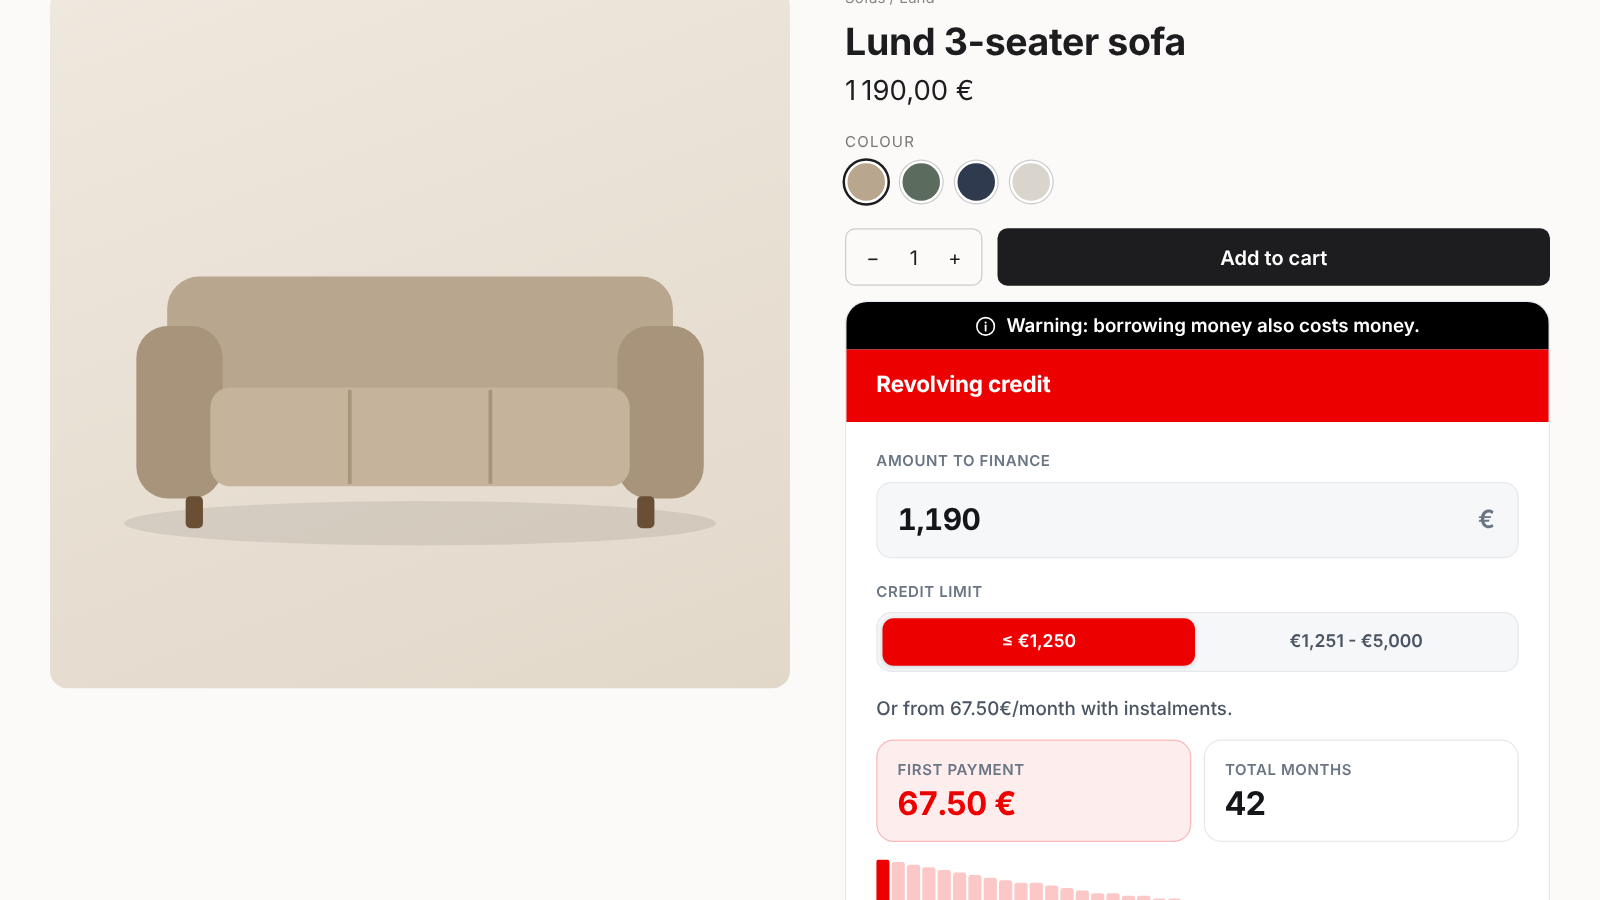 Sofas / Lund
Lund 3-seater sofa
1 190,00 €
COLOUR
− 1 +
Add to cart
Warning: borrowing money also costs money.
Revolving credit
AMOUNT TO FINANCE
1,190 €
CREDIT LIMIT
≤ €1,250
€1,251 - €5,000
Or from 67.50€/month with instalments.
FIRST PAYMENT
67.50 €
TOTAL MONTHS
42